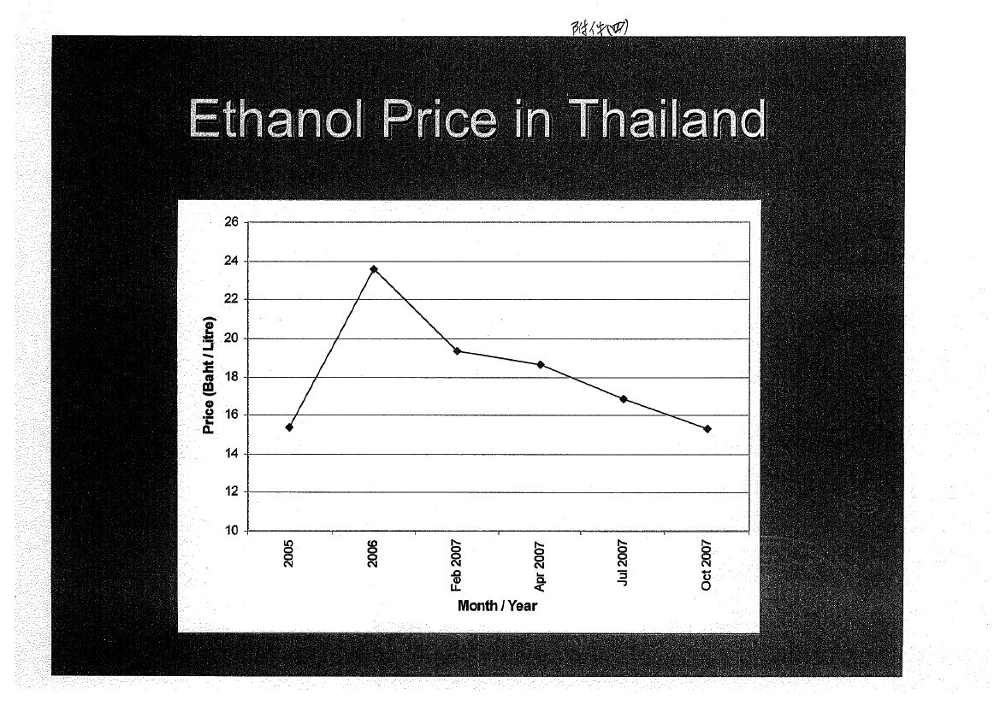 附件(四)
Ethanol Price in Thailand
26
24
22
20
18
16
14
12
10
Price (Baht / Litre)
2005
2006
Feb 2007
Apr 2007
Jul 2007
Oct 2007
Month / Year